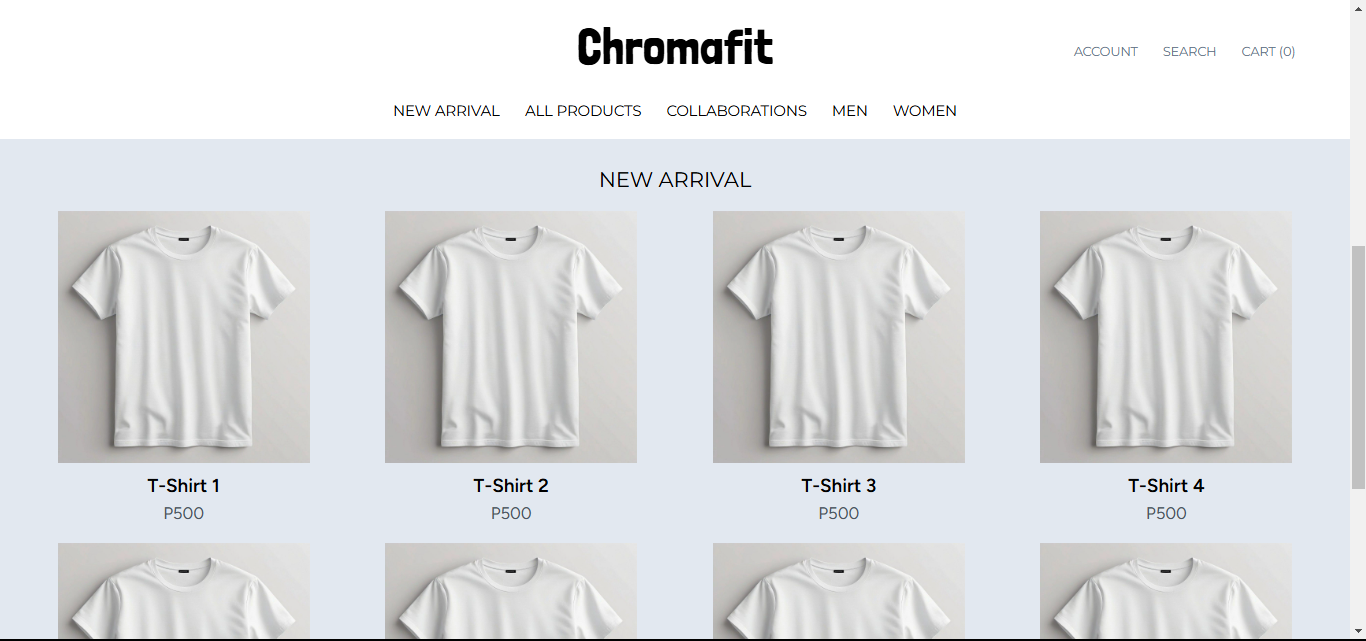 Chromafit
ACCOUNT SEARCH CART (0)
NEW ARRIVAL ALL PRODUCTS COLLABORATIONS MEN WOMEN
NEW ARRIVAL
T-Shirt 1 T-Shirt 2 T-Shirt 3 T-Shirt 4
P500 P500 P500 P500